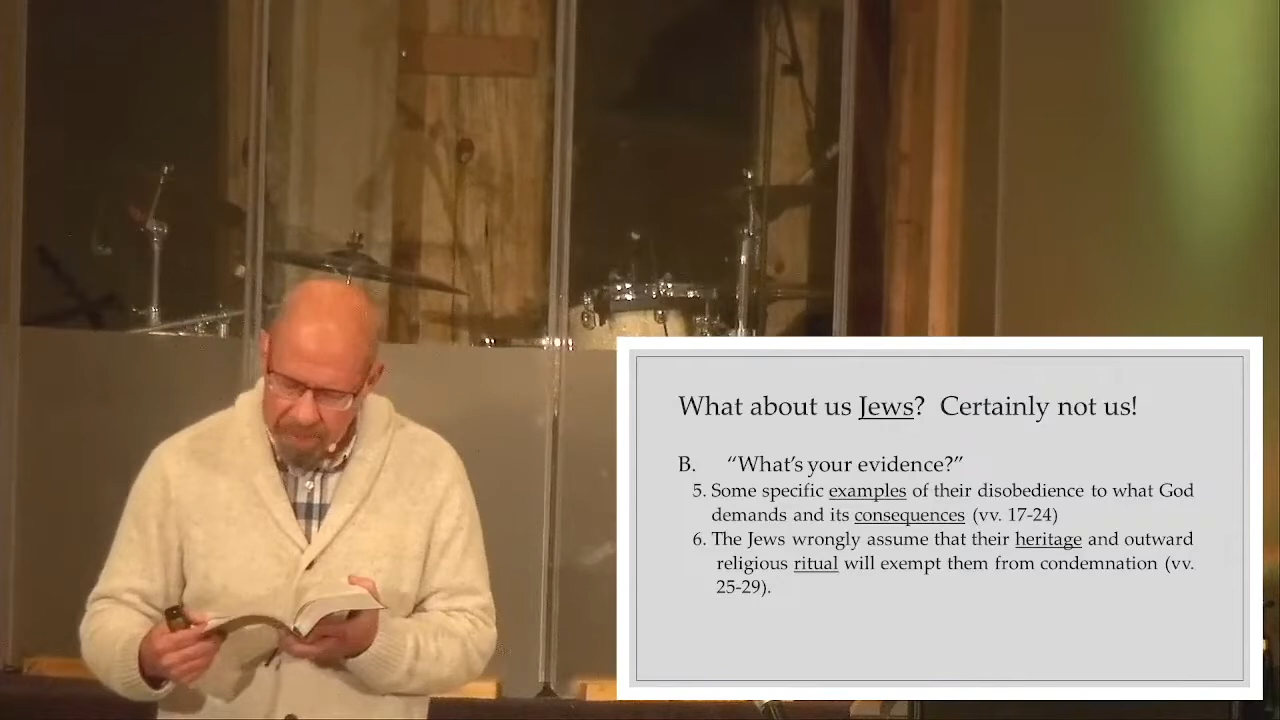 What about us Jews?  Certainly not us!
B. “What’s your evidence?”
5. Some specific examples of their disobedience to what God
demands and its consequences (vv. 17-24)
6. The Jews wrongly assume that their heritage and outward
religious ritual will exempt them from condemnation (vv.
25-29).